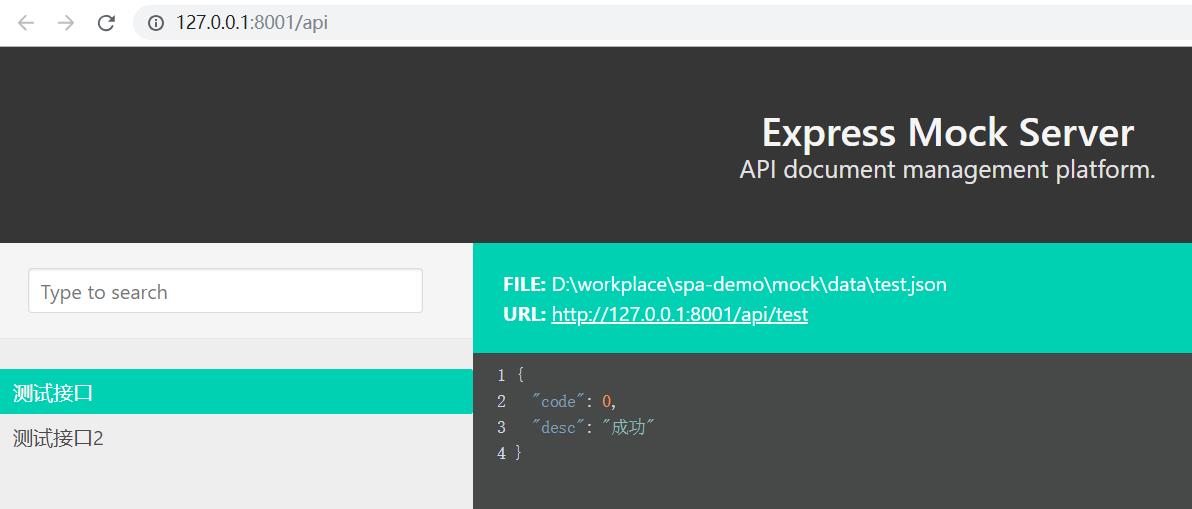 127.0.0.1:8001/api
Express Mock Server
API document management platform.
Type to search
FILE: D:\workplace\spa-demo\mock\data\test.json
URL: http://127.0.0.1:8001/api/test
测试接口
测试接口2
1 {
2 "code": 0,
3 "desc": "成功"
4 }